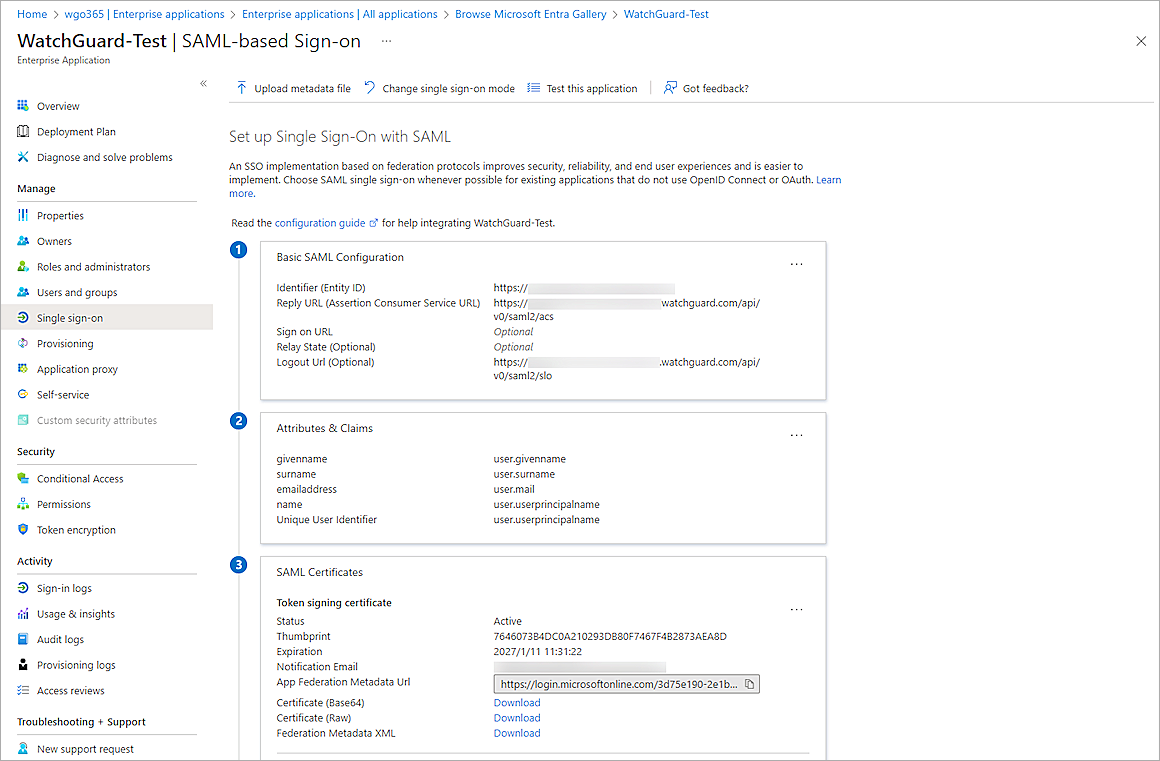 Home > wgo365 | Enterprise applications > Enterprise applications | All applications > Browse Microsoft Entra Gallery > WatchGuard-Test
WatchGuard-Test | SAML-based Sign-on ...
Enterprise Application
Overview
Deployment Plan
Diagnose and solve problems
Manage
Properties
Owners
Roles and administrators
Users and groups
Single sign-on
Provisioning
Application proxy
Self-service
Custom security attributes
Security
Conditional Access
Permissions
Token encryption
Activity
Sign-in logs
Usage & insights
Audit logs
Provisioning logs
Access reviews
Troubleshooting + Support
New support request
Upload metadata file Change single sign-on mode Test this application | Got feedback?
Set up Single Sign-On with SAML
An SSO implementation based on federation protocols improves security, reliability, and end user experiences and is easier to
implement. Choose SAML single sign-on whenever possible for existing applications that do not use OpenID Connect or OAuth. Learn
more.
Read the configuration guide for help integrating WatchGuard-Test.
1
Basic SAML Configuration ...
Identifier (Entity ID) https://
Reply URL (Assertion Consumer Service URL) https:// watchguard.com/api/
v0/saml2/acs
Sign on URL Optional
Relay State (Optional) Optional
Logout Url (Optional) https:// .watchguard.com/api/
v0/saml2/slo
2
Attributes & Claims ...
givenname user.givenname
surname user.surname
emailaddress user.mail
name user.userprincipalname
Unique User Identifier user.userprincipalname
3
SAML Certificates
Token signing certificate ...
Status Active
Thumbprint 7646073B4DC0A210293DB80F7467F4B2873AEA8D
Expiration 2027/1/11 11:31:22
Notification Email
App Federation Metadata Url https://login.microsoftonline.com/3d75e190-2e1b...
Certificate (Base64) Download
Certificate (Raw) Download
Federation Metadata XML Download